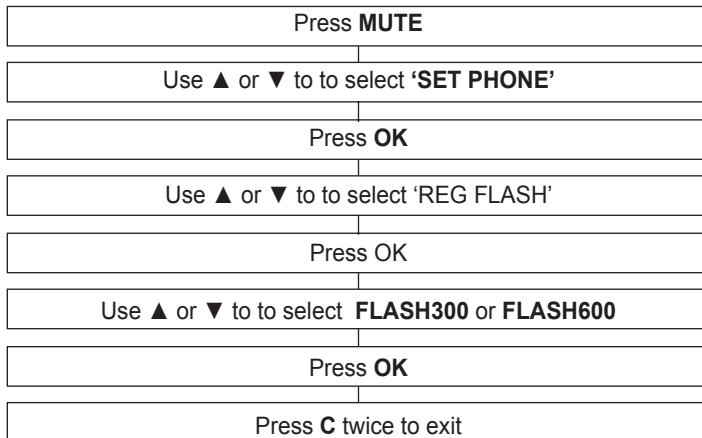 Press MUTE
Use ▲ or ▼ to to select ‘SET PHONE’
Press OK
Use ▲ or ▼ to to select ‘REG FLASH’
Press OK
Use ▲ or ▼ to to select FLASH300 or FLASH600
Press OK
Press C twice to exit